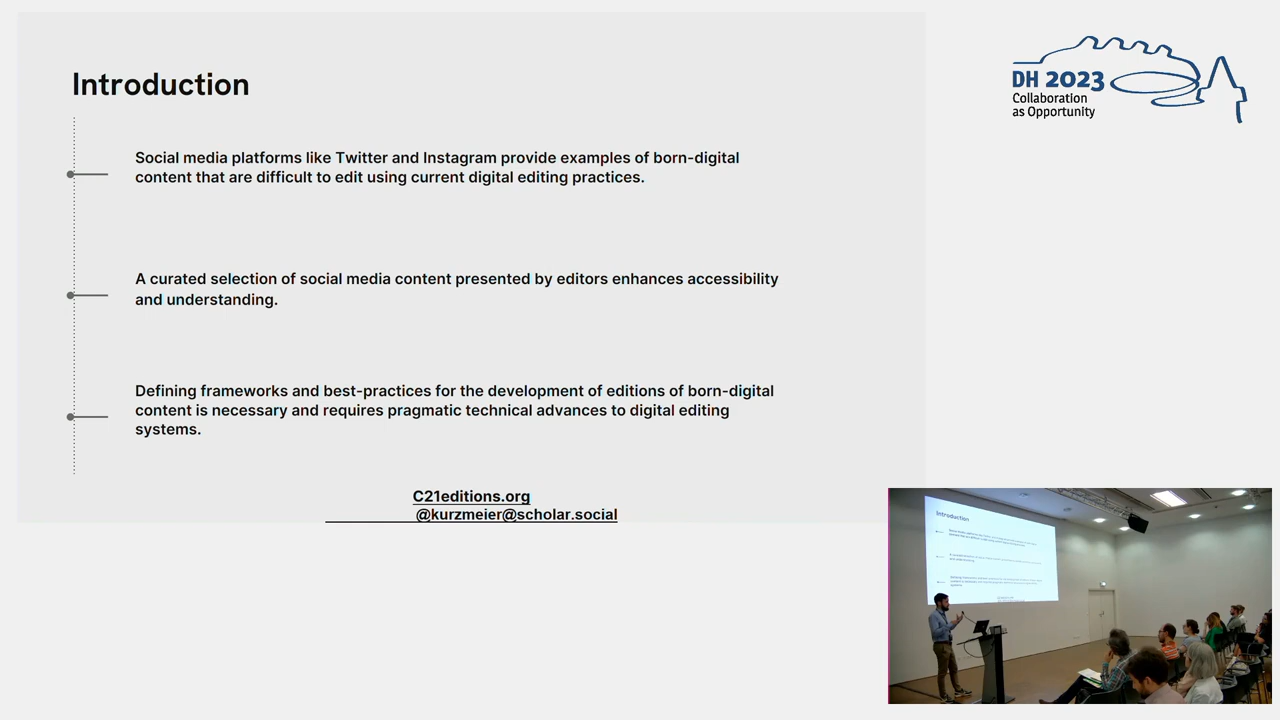 Introduction
Social media platforms like Twitter and Instagram provide examples of born-digital
content that are difficult to edit using current digital editing practices.
A curated selection of social media content presented by editors enhances accessibility
and understanding.
Defining frameworks and best-practices for the development of editions of born-digital
content is necessary and requires pragmatic technical advances to digital editing
systems.
C21editions.org
@kurzmeier@scholar.social
DH 2023
Collaboration
as Opportunity
Introduction